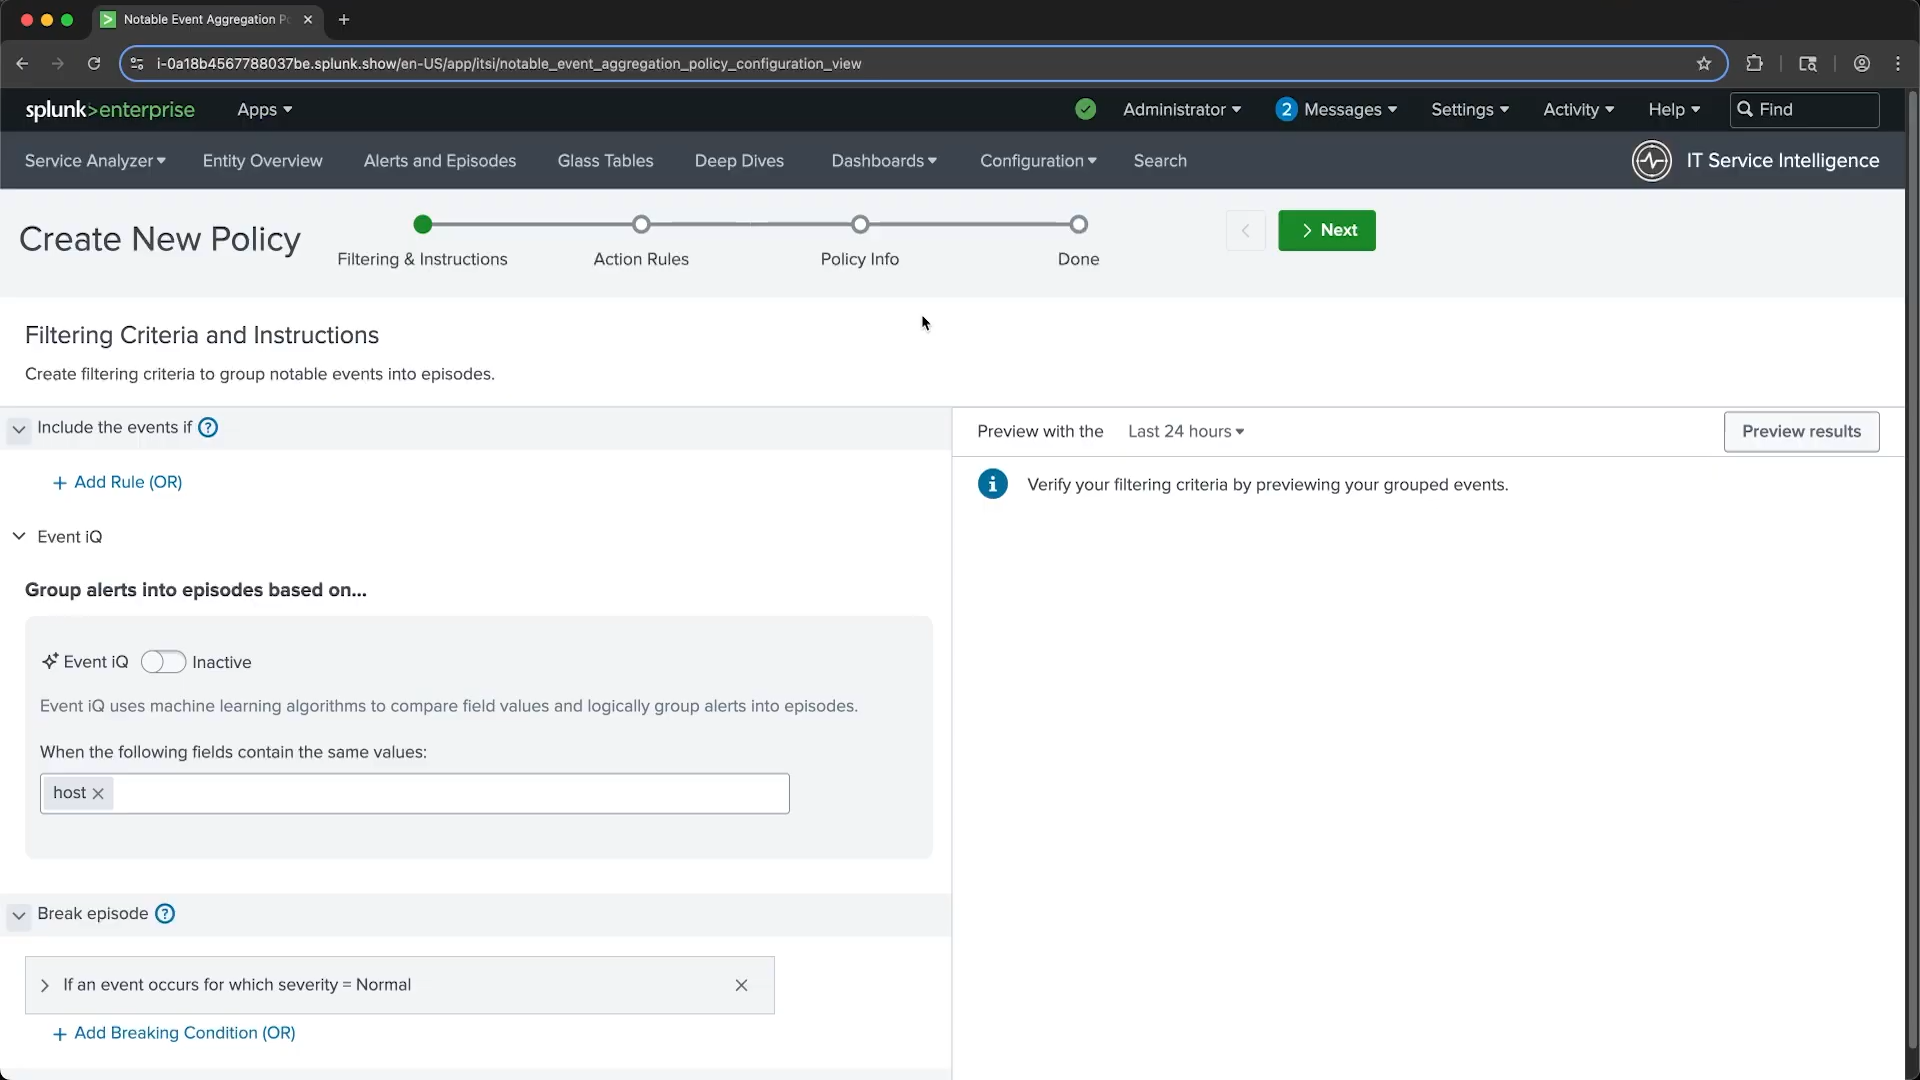 Notable Event Aggregation P
i-0a18b4567788037be.splunk.show/en-US/app/itsi/notable_event_aggregation_policy_configuration_view
splunk>enterprise Apps Administrator 2 Messages Settings Activity Help Find
Service Analyzer Entity Overview Alerts and Episodes Glass Tables Deep Dives Dashboards Configuration Search IT Service Intelligence
Create New Policy
Filtering & Instructions Action Rules Policy Info Done
Next
Filtering Criteria and Instructions
Create filtering criteria to group notable events into episodes.
Include the events if ?
Preview with the Last 24 hours Preview results
+ Add Rule (OR)
Verify your filtering criteria by previewing your grouped events.
Event iQ
Group alerts into episodes based on...
Event iQ Inactive
Event iQ uses machine learning algorithms to compare field values and logically group alerts into episodes.
When the following fields contain the same values:
host
Break episode ?
If an event occurs for which severity = Normal
+ Add Breaking Condition (OR)